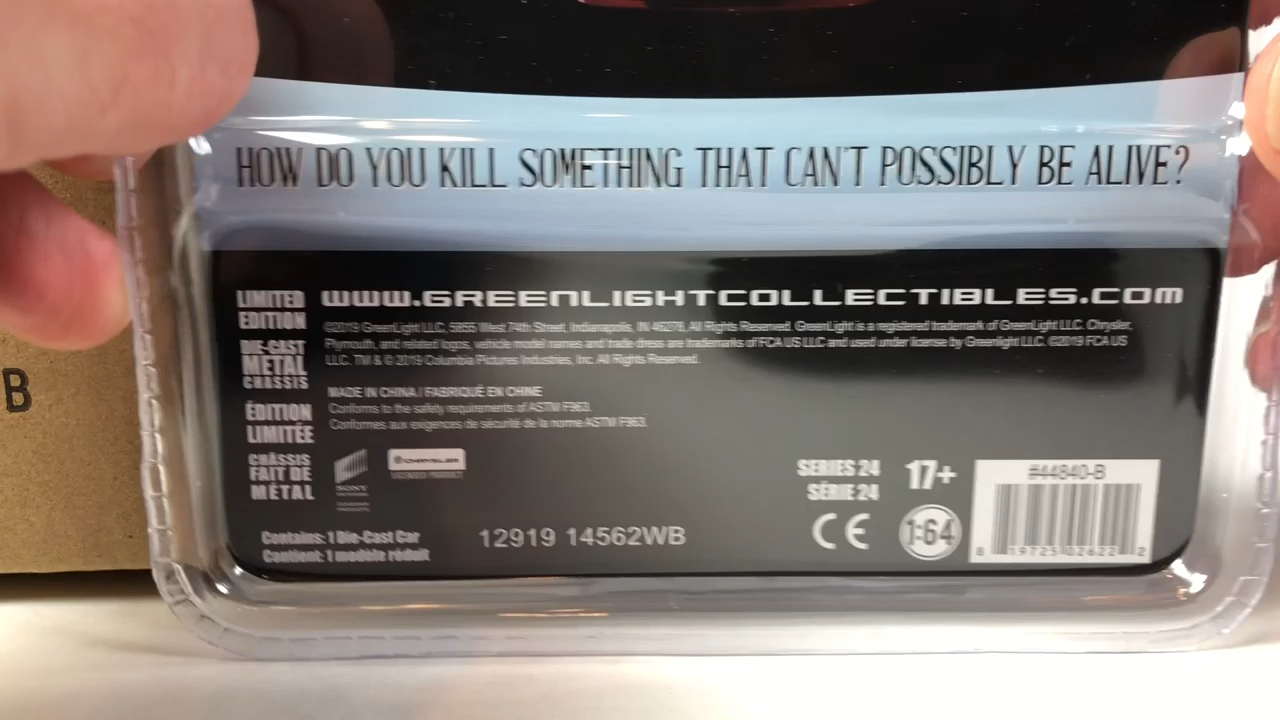 HOW DO YOU KILL SOMETHING THAT CAN'T POSSIBLY BE ALIVE?
LIMITED
EDITION
DIE-CAST
METAL
CHASSIS
ÉDITION
LIMITÉE
CHÂSSIS
FAIT DE
MÉTAL
www.GREENLIGHTCOLLECTIBLES.com
©2019 GreenLight LLC, 5855 West 74th Street, Indianapolis, IN 46278. All Rights Reserved. GreenLight is a registered trademark of GreenLight LLC. Chrysler,
Plymouth, and related logos, vehicle model names and trade dress are trademarks of FCA US LLC and used under license by Greenlight LLC. ©2019 FCA US
LLC. TM & © 2019 Columbia Pictures Industries, Inc. All Rights Reserved.
MADE IN CHINA / FABRIQUÉ EN CHINE
Conforms to the safety requirements of ASTM F963.
Conformes aux exigences de sécurité de la norme ASTM F963.
SONY
CHRYSLER
Contains: 1 Die-Cast Car
Contient: 1 modèle réduit
12919 14562WB
SERIES 24
SÉRIE 24
17+
CE
1:64
#44840-B
8 19725 02622 2
B